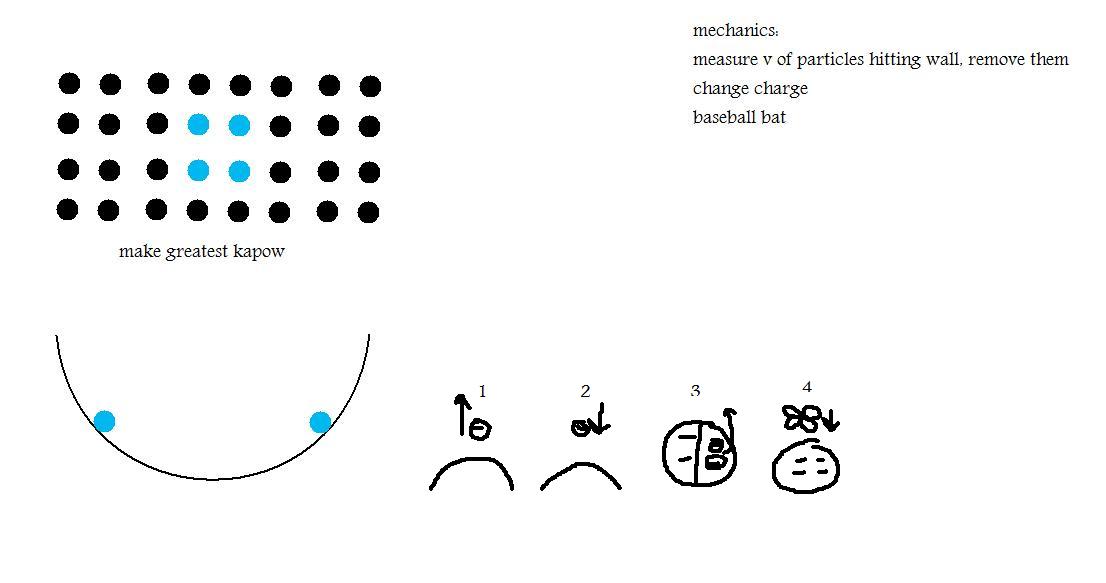 mechanics:
measure v of particles hitting wall, remove them
change charge
baseball bat
make greatest kapow
1 2 3 4